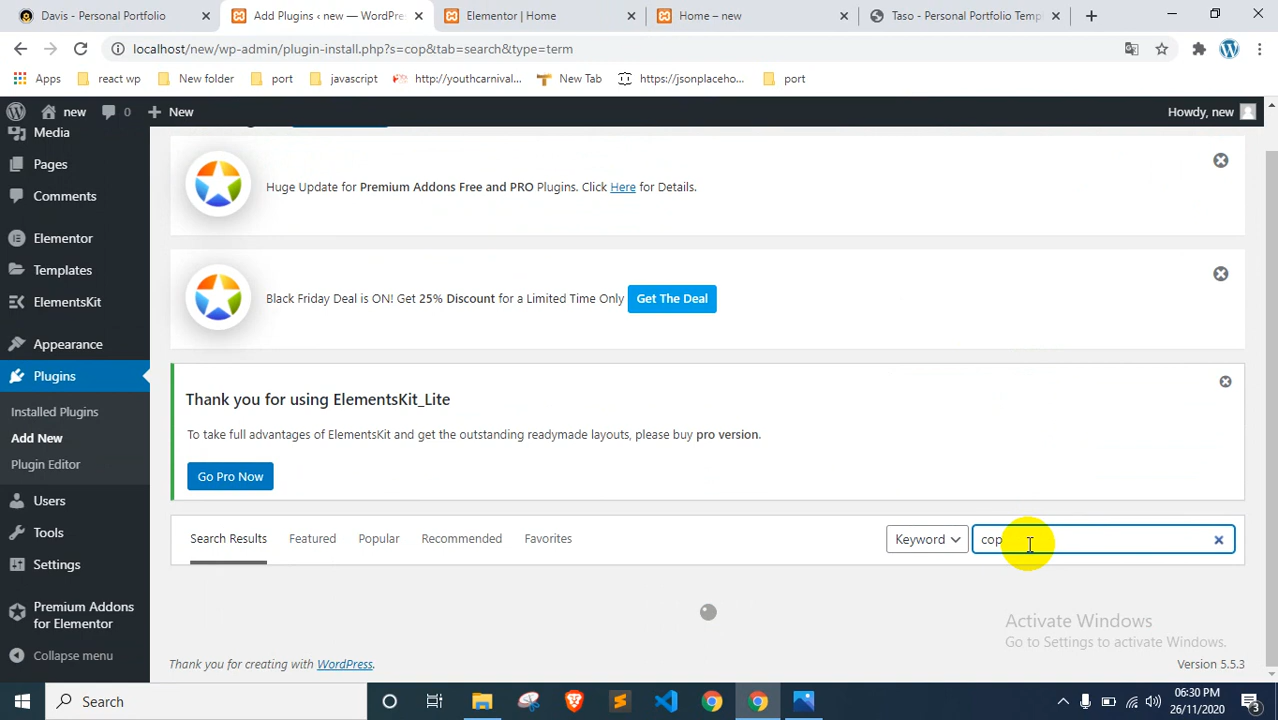 Davis - Personal Portfolio
Add Plugins ‹ new — WordPre
Elementor | Home
Home – new
Taso - Personal Portfolio Temp
localhost/new/wp-admin/plugin-install.php?s=cop&tab=search&type=term
Apps
react wp
New folder
port
javascript
http://youthcarnival...
New Tab
https://jsonplaceho...
port
new
0
New
Howdy, new
Media
Pages
Comments
Elementor
Templates
ElementsKit
Appearance
Plugins
Installed Plugins
Add New
Plugin Editor
Users
Tools
Settings
Premium Addons
for Elementor
Collapse menu
Huge Update for Premium Addons Free and PRO Plugins. Click Here for Details.
Black Friday Deal is ON! Get 25% Discount for a Limited Time Only
Get The Deal
Thank you for using ElementsKit_Lite
To take full advantages of ElementsKit and get the outstanding readymade layouts, please buy pro version.
Go Pro Now
Search Results
Featured
Popular
Recommended
Favorites
Keyword
cop
Activate Windows
Go to Settings to activate Windows.
Thank you for creating with WordPress.
Version 5.5.3
Search
06:30 PM
26/11/2020
3